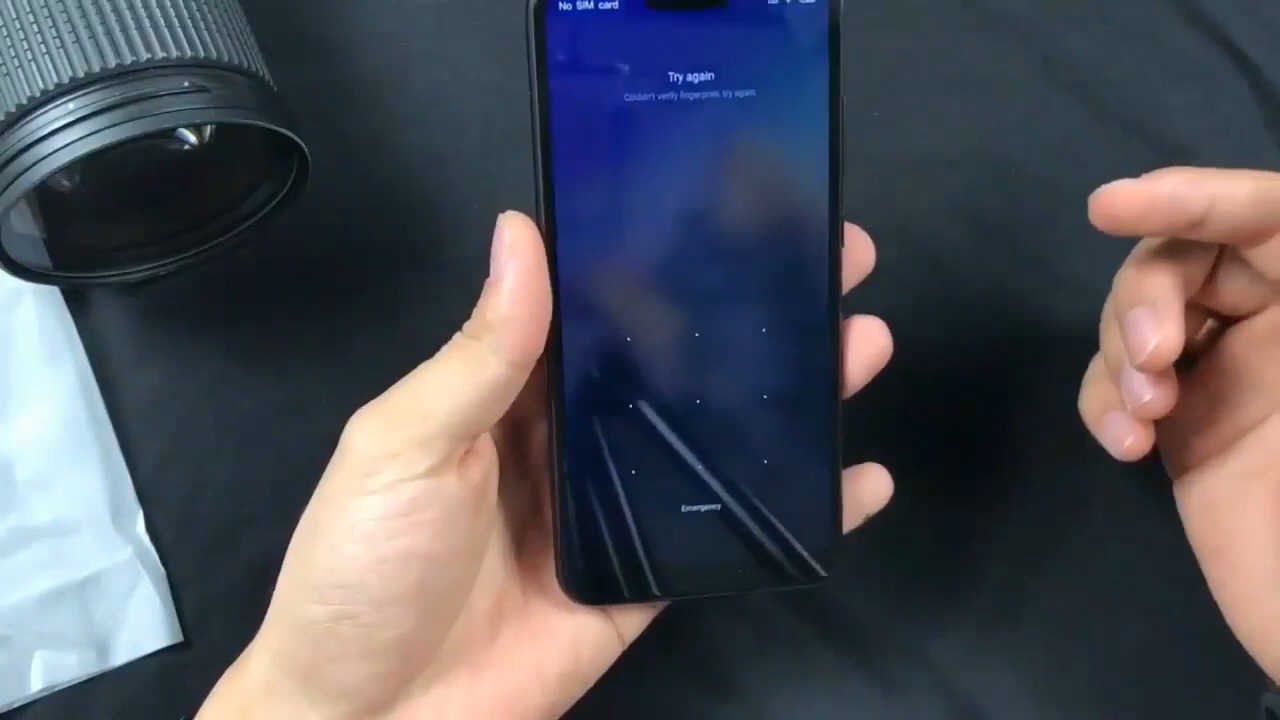 No SIM card
Try again
Couldn't verify fingerprint, try again.
Emergency